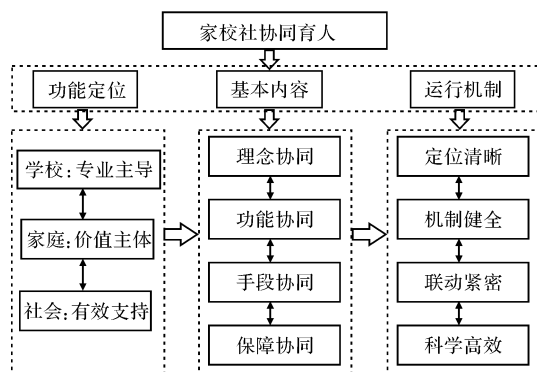 家校社协同育人
功能定位
基本内容
运行机制
学校:专业主导
家庭:价值主体
社会:有效支持
理念协同
功能协同
手段协同
保障协同
定位清晰
机制健全
联动紧密
科学高效